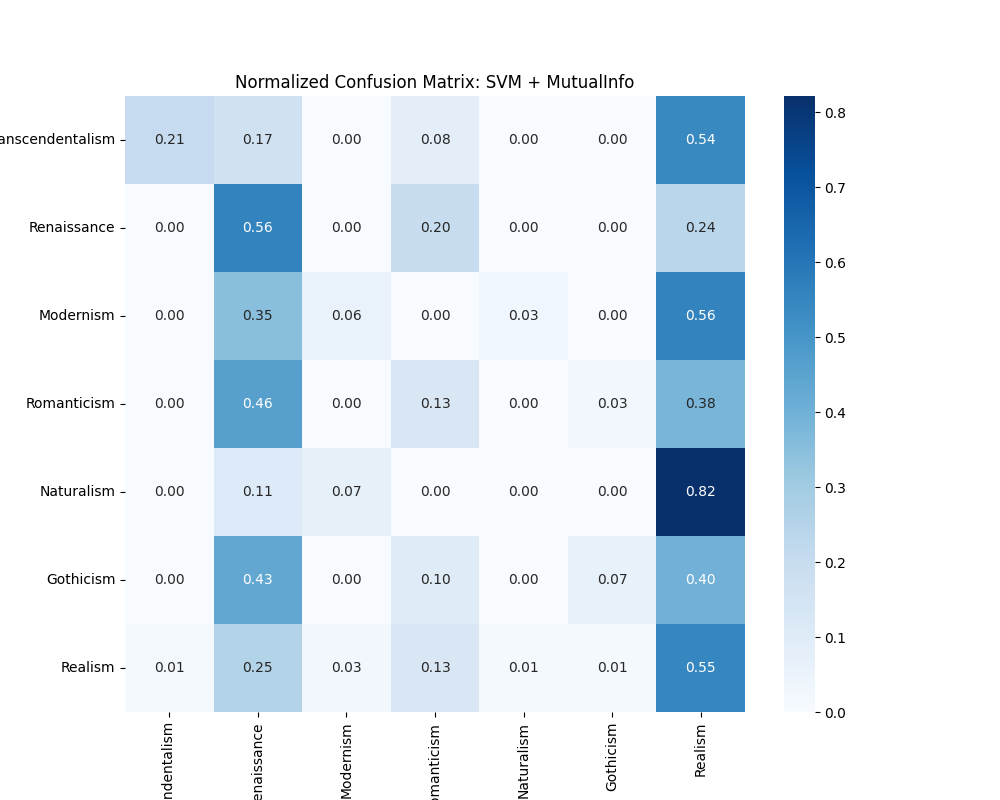 Normalized Confusion Matrix: SVM + MutualInfo
anscendentalism 0.21 0.17 0.00 0.08 0.00 0.00 0.54
Renaissance 0.00 0.56 0.00 0.20 0.00 0.00 0.24
Modernism 0.00 0.35 0.06 0.00 0.03 0.00 0.56
Romanticism 0.00 0.46 0.00 0.13 0.00 0.03 0.38
Naturalism 0.00 0.11 0.07 0.00 0.00 0.00 0.82
Gothicism 0.00 0.43 0.00 0.10 0.00 0.07 0.40
Realism 0.01 0.25 0.03 0.13 0.01 0.01 0.55
ndentalism
enaissance
Modernism
omanticism
Naturalism
Gothicism
Realism
0.8
0.7
0.6
0.5
0.4
0.3
0.2
0.1
0.0